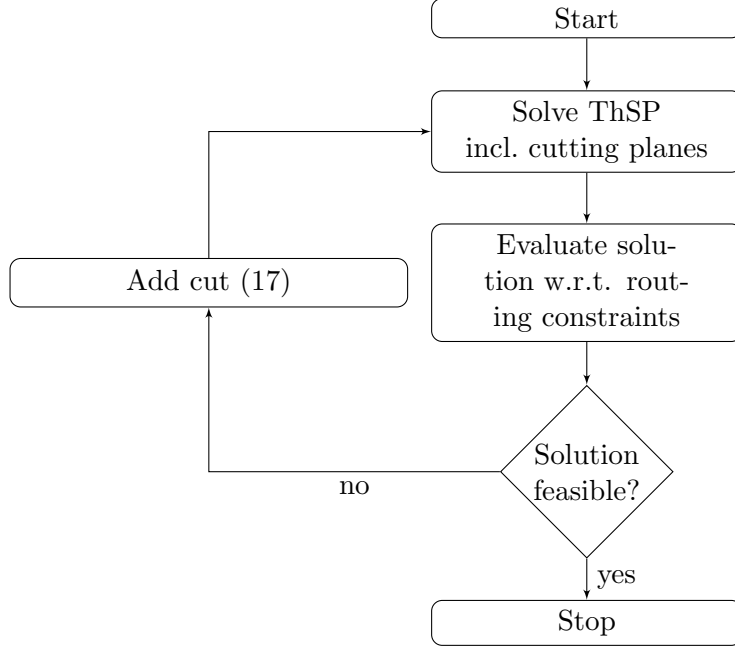 Start
Solve ThSP
incl. cutting planes
Evaluate solu-
tion w.r.t. rout-
ing constraints
Add cut (17)
Solution
feasible?
no
yes
Stop